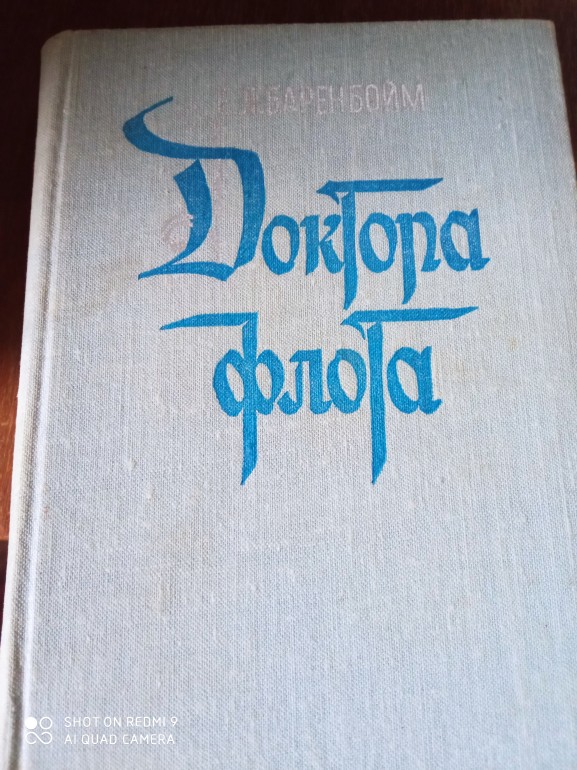 Л. БАРЕНБОЙМ
Доктора
флота
SHOT ON REDMI 9
AI QUAD CAMERA